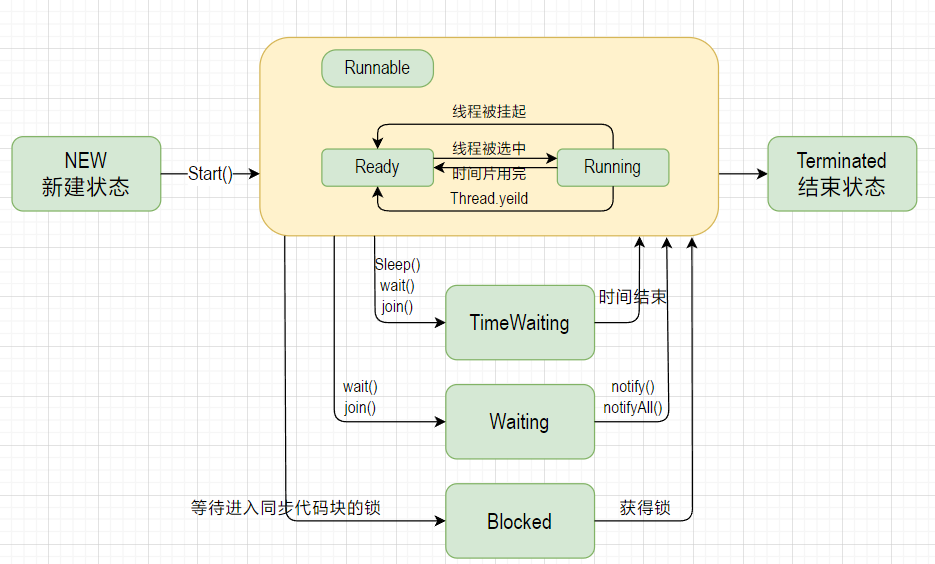 Runnable
线程被挂起
NEW
新建状态
Start()
Ready
线程被选中
时间片用完
Running
Thread.yeild
Terminated
结束状态
Sleep()
wait()
join()
TimeWaiting
时间结束
wait()
join()
Waiting
notify()
notifyAll()
等待进入同步代码块的锁
Blocked
获得锁